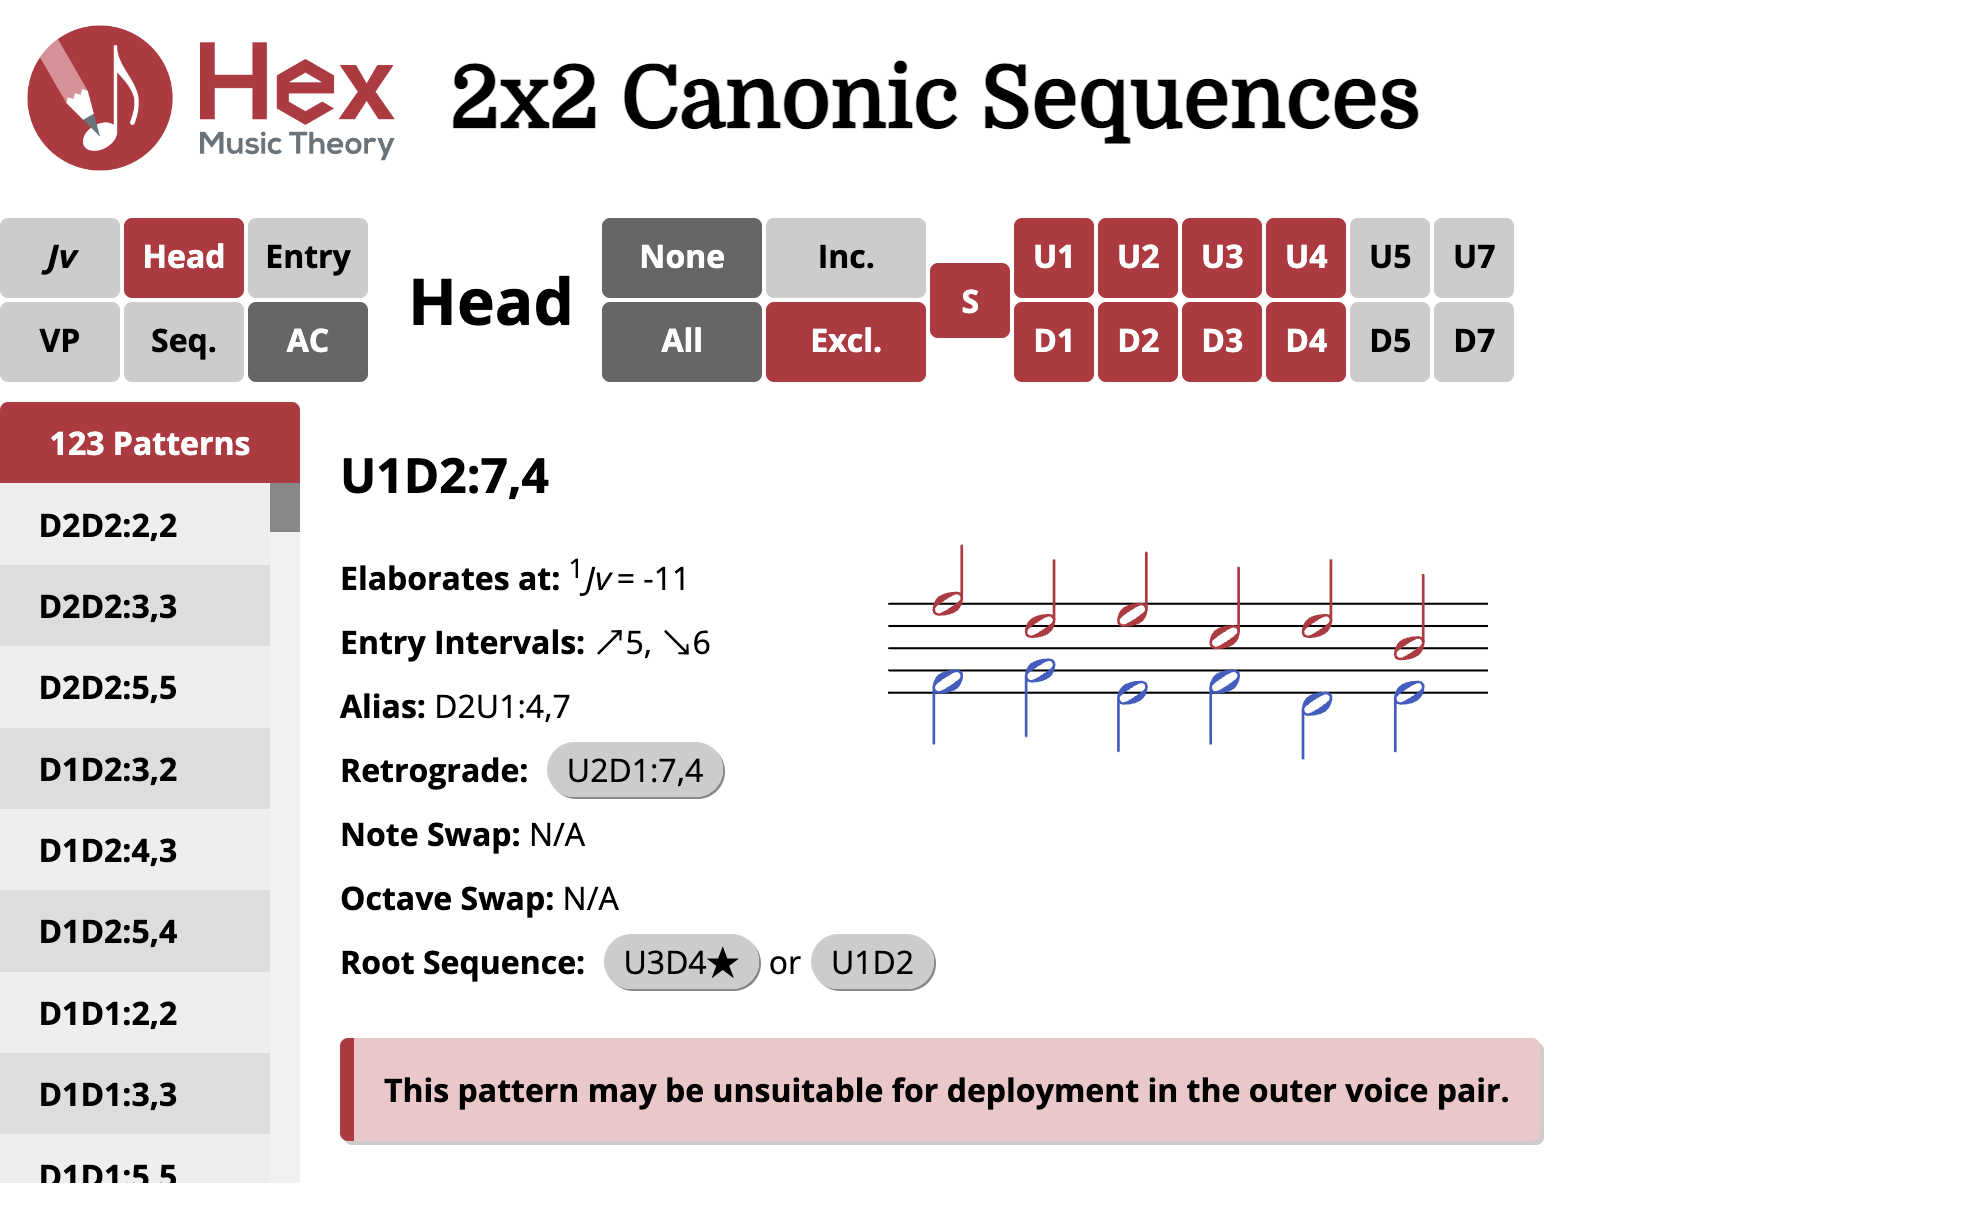 Hex
Music Theory
2x2 Canonic Sequences
Jv Head Entry
VP Seq. AC
Head
None Inc.
All Excl.
S
U1 U2 U3 U4 U5 U7
D1 D2 D3 D4 D5 D7
123 Patterns
D2D2:2,2
D2D2:3,3
D2D2:5,5
D1D2:3,2
D1D2:4,3
D1D2:5,4
D1D1:2,2
D1D1:3,3
D1D1:5,5
U1D2:7,4
Elaborates at: ¹Jv = -11
Entry Intervals: ↗5, ↘6
Alias: D2U1:4,7
Retrograde: U2D1:7,4
Note Swap: N/A
Octave Swap: N/A
Root Sequence: U3D4★ or U1D2
This pattern may be unsuitable for deployment in the outer voice pair.